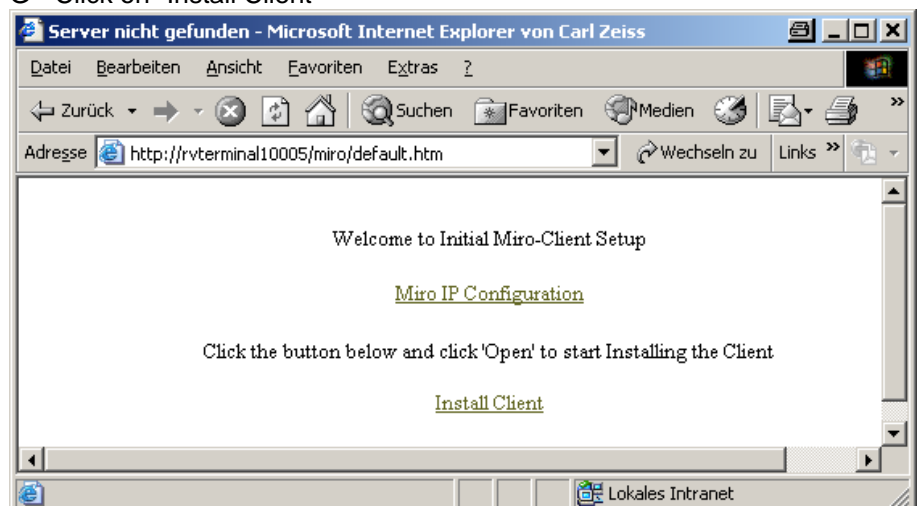 Click on "Install Client"
Server nicht gefunden - Microsoft Internet Explorer von Carl Zeiss
Datei Bearbeiten Ansicht Favoriten Extras ?
Zurück Suchen Favoriten Medien »
Adresse http://rvterminal10005/miro/default.htm Wechseln zu Links »
Welcome to Initial Miro-Client Setup
Miro IP Configuration
Click the button below and click 'Open' to start Installing the Client
Install Client
Lokales Intranet